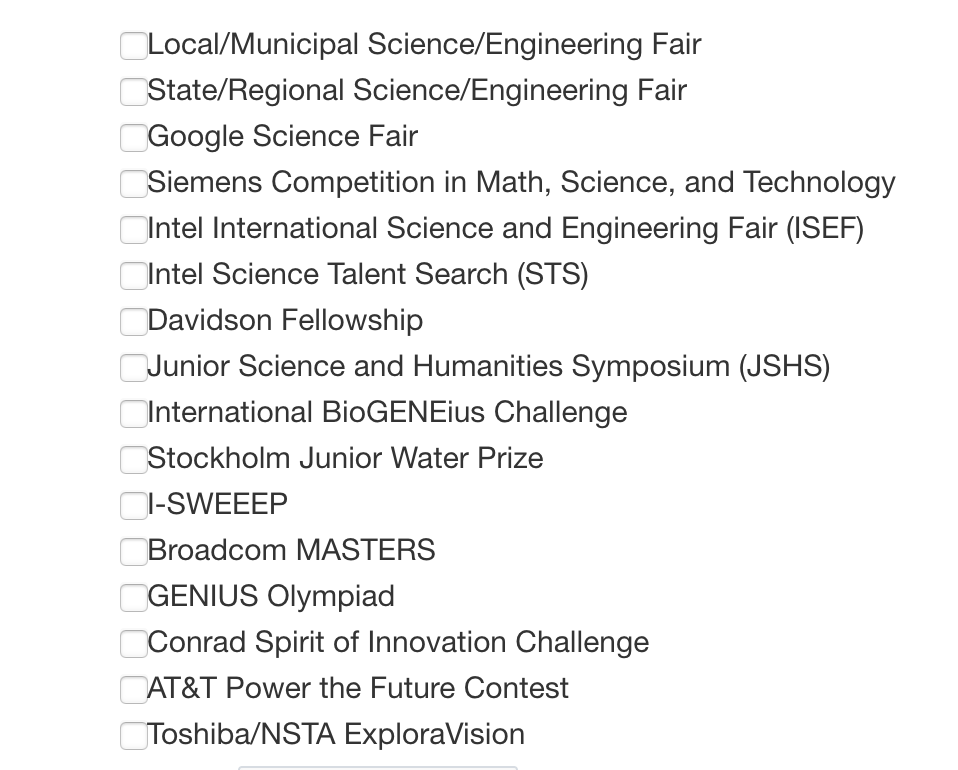 Local/Municipal Science/Engineering Fair
State/Regional Science/Engineering Fair
Google Science Fair
Siemens Competition in Math, Science, and Technology
Intel International Science and Engineering Fair (ISEF)
Intel Science Talent Search (STS)
Davidson Fellowship
Junior Science and Humanities Symposium (JSHS)
International BioGENEius Challenge
Stockholm Junior Water Prize
I-SWEEEP
Broadcom MASTERS
GENIUS Olympiad
Conrad Spirit of Innovation Challenge
AT&T Power the Future Contest
Toshiba/NSTA ExploraVision